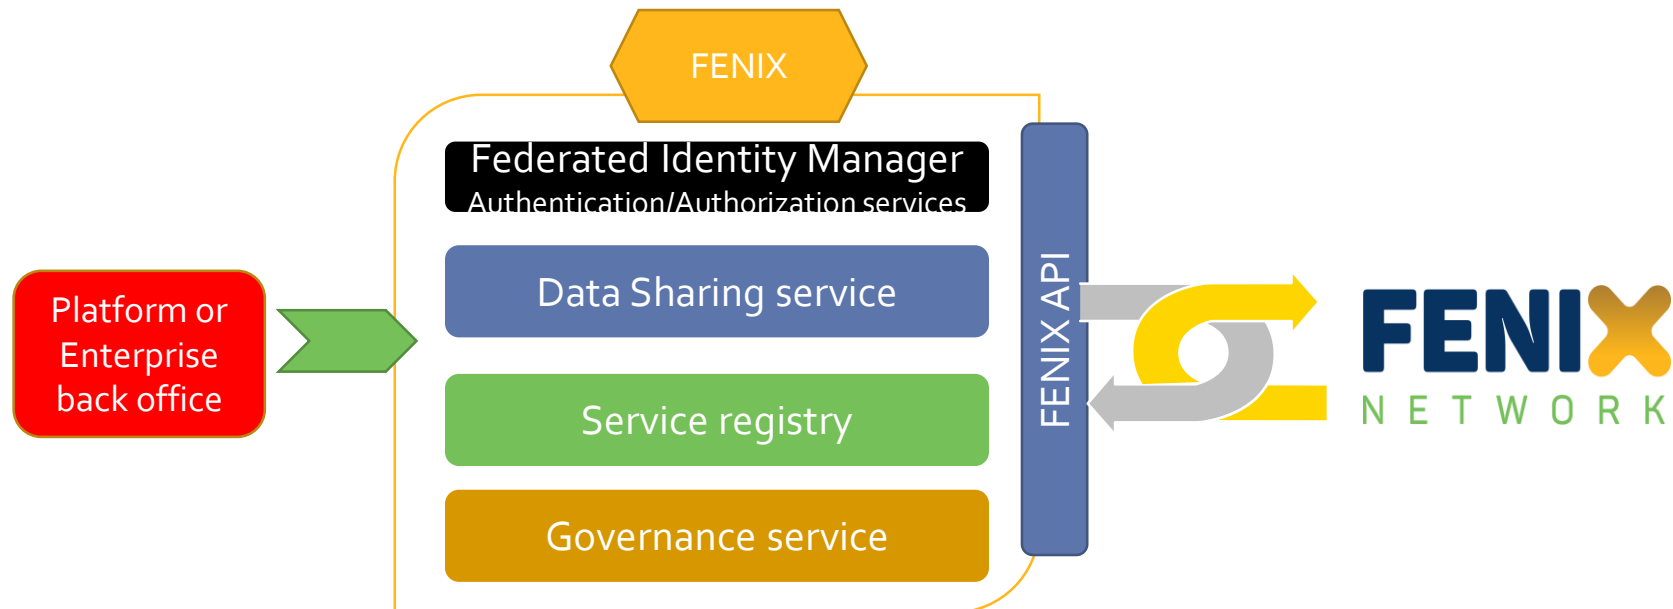 FENIX
Federated Identity Manager
Authentication/Authorization services
Data Sharing service
Service registry
Governance service
Platform or
Enterprise
back office
FENIX API
FENIX
NETWORK